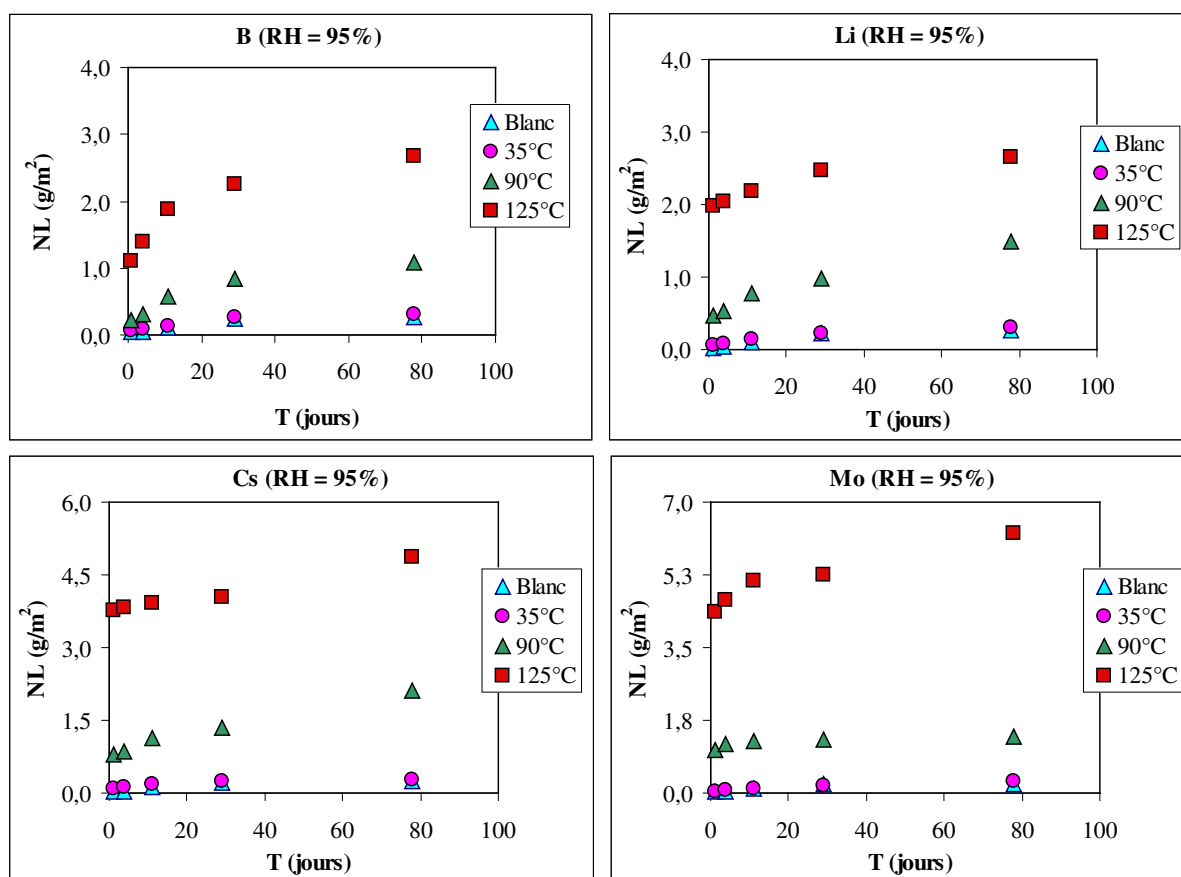 B (RH = 95%)
NL (g/m²)
4,0
3,0
2,0
1,0
0,0
0 20 40 60 80 100
T (jours)
Blanc
35°C
90°C
125°C
Li (RH = 95%)
NL (g/m²)
4,0
3,0
2,0
1,0
0,0
0 20 40 60 80 100
T (jours)
Blanc
35°C
90°C
125°C
Cs (RH = 95%)
NL (g/m²)
6,0
4,5
3,0
1,5
0,0
0 20 40 60 80 100
T (jours)
Blanc
35°C
90°C
125°C
Mo (RH = 95%)
NL (g/m²)
7,0
5,3
3,5
1,8
0,0
0 20 40 60 80 100
T (jours)
Blanc
35°C
90°C
125°C